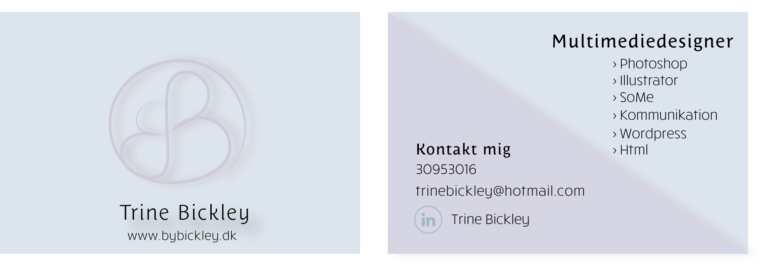 Trine Bickley
www.bybickley.dk
Multimediedesigner
› Photoshop
› Illustrator
› SoMe
› Kommunikation
› Wordpress
› Html
Kontakt mig
30953016
trinebickley@hotmail.com
in Trine Bickley